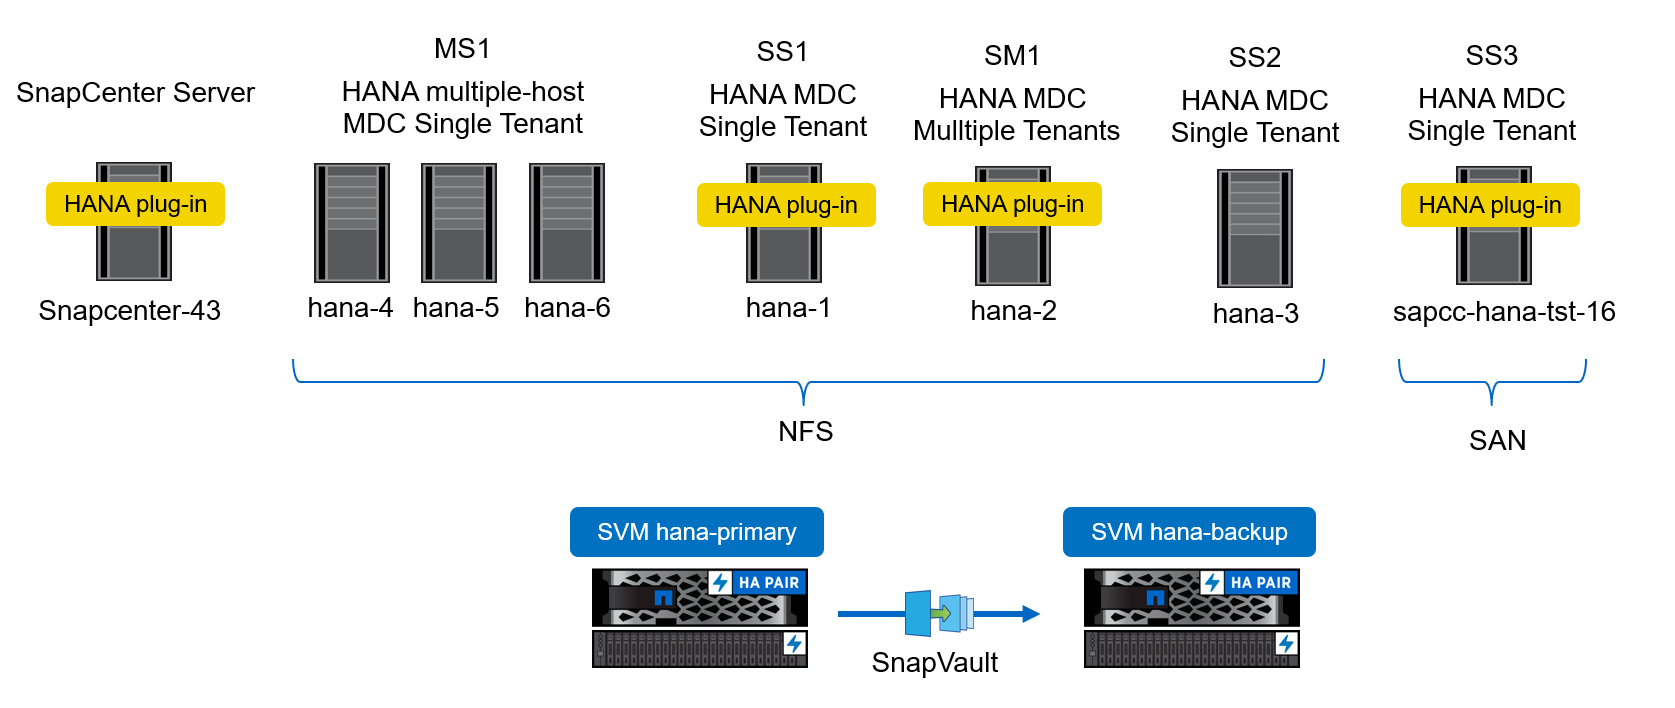 SnapCenter Server
HANA plug-in
Snapcenter-43
MS1
HANA multiple-host
MDC Single Tenant
hana-4
hana-5
hana-6
SS1
HANA MDC
Single Tenant
HANA plug-in
hana-1
SM1
HANA MDC
Mulltiple Tenants
HANA plug-in
hana-2
SS2
HANA MDC
Single Tenant
hana-3
SS3
HANA MDC
Single Tenant
HANA plug-in
sapcc-hana-tst-16
NFS
SAN
SVM hana-primary
HA PAIR
SnapVault
SVM hana-backup
HA PAIR